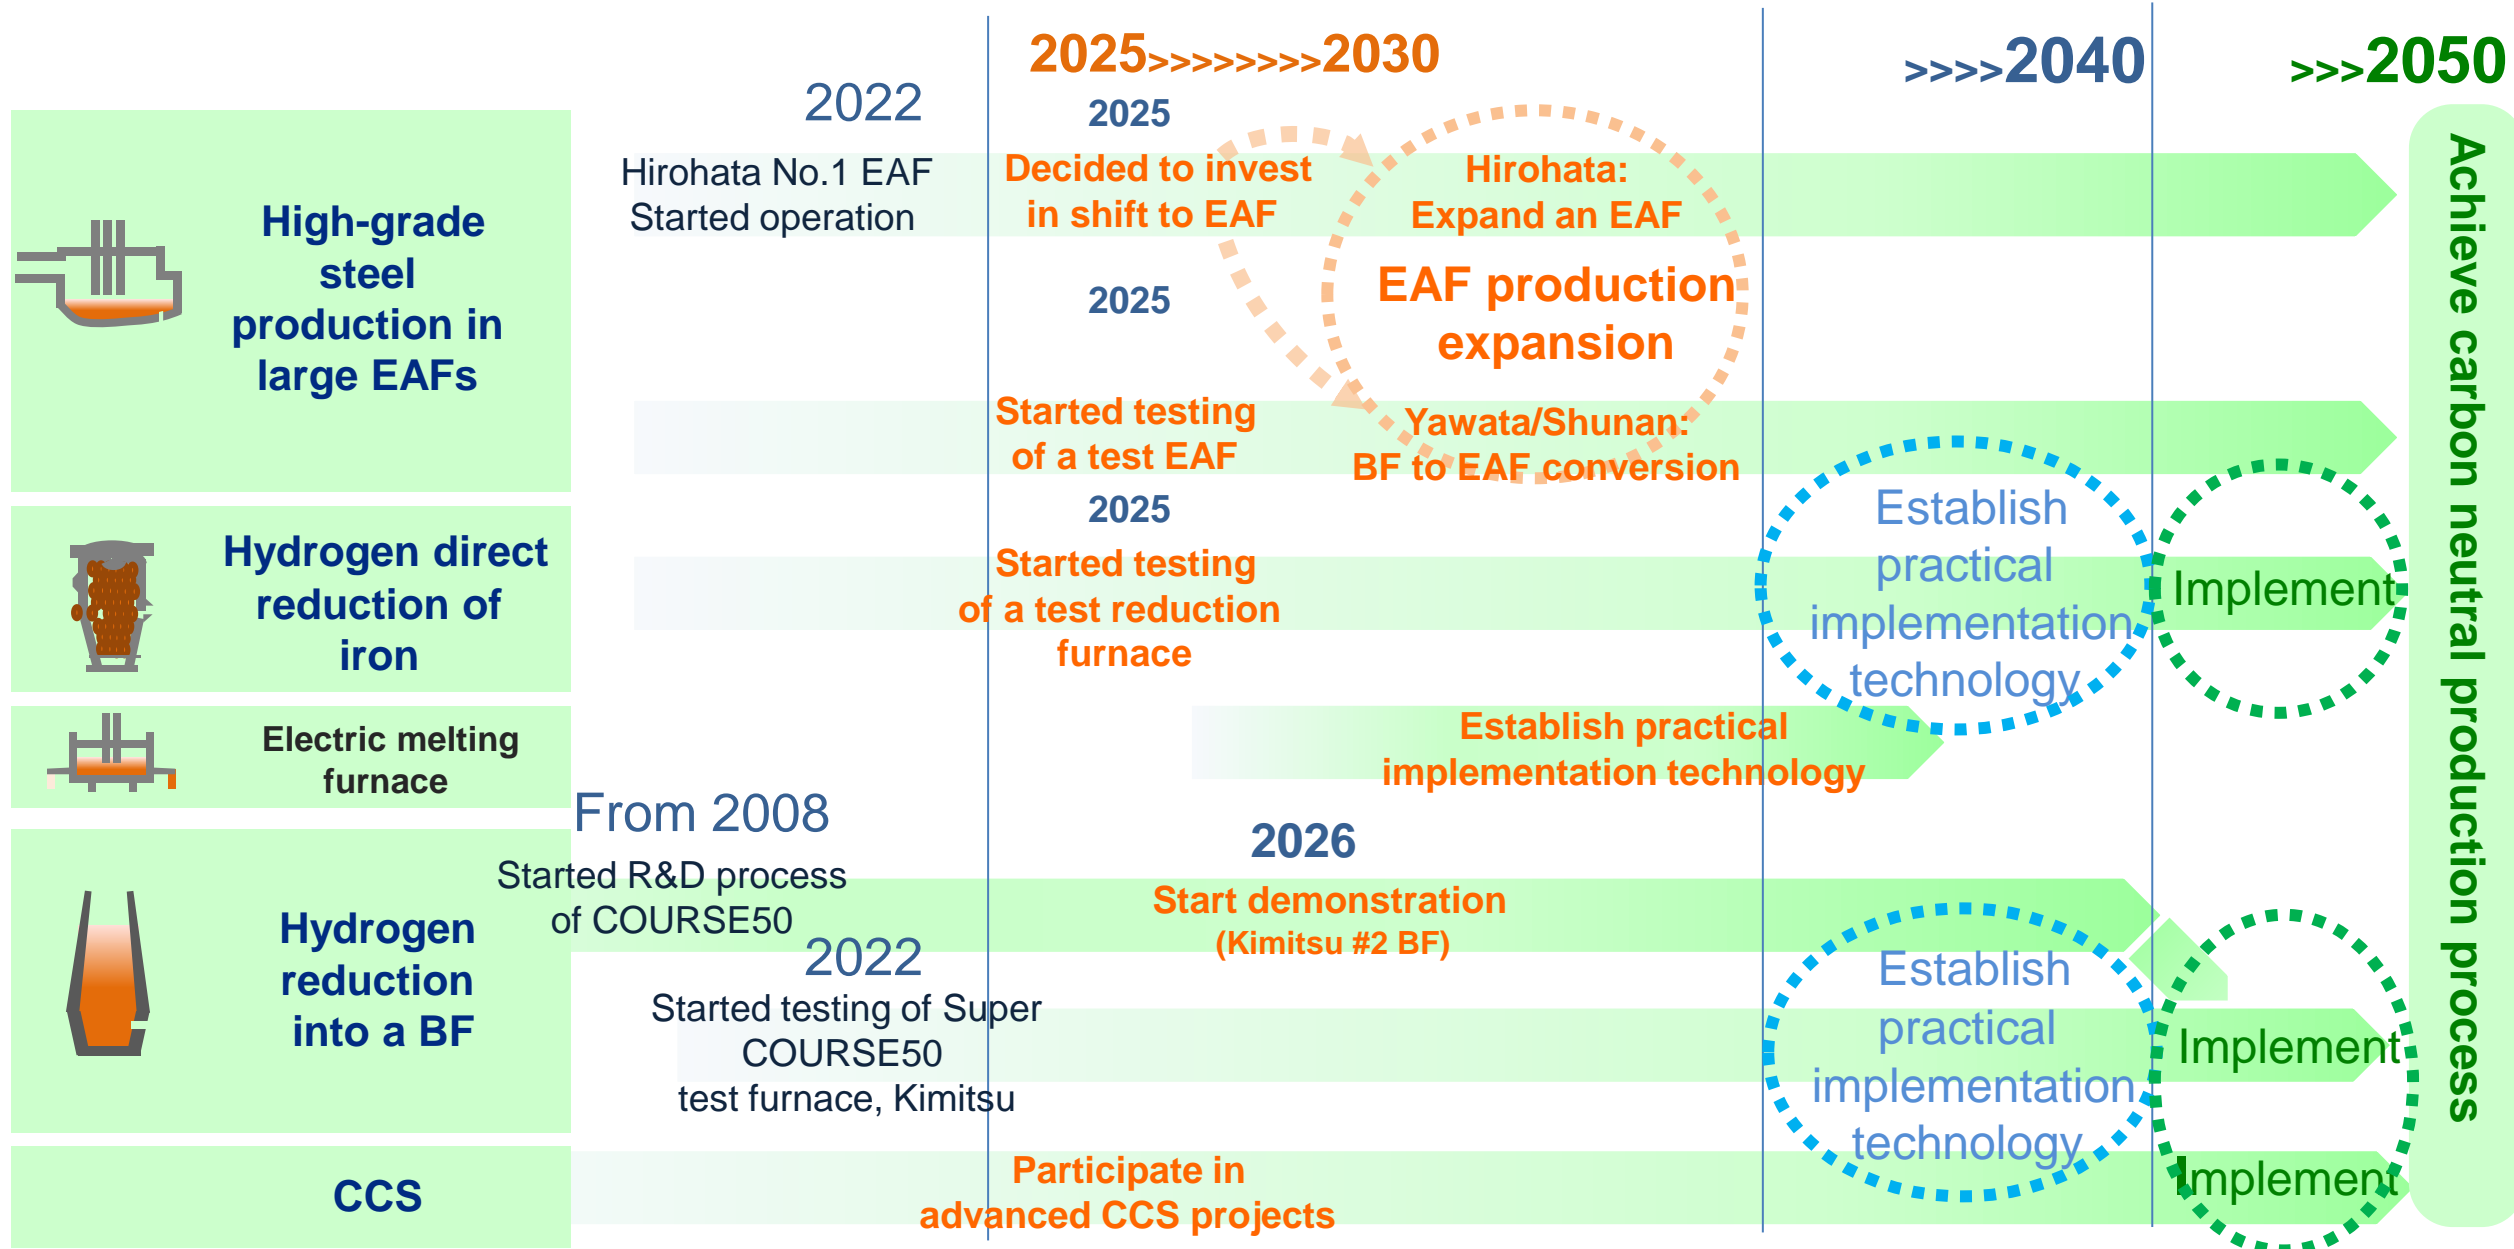 2025>>>>>>>>2030
>>>>2040
>>>2050
2022
Hirohata No.1 EAF
Started operation
2025
Decided to invest
in shift to EAF
Hirohata:
Expand an EAF
High-grade
steel
production in
large EAFs
2025
EAF production
expansion
Started testing
of a test EAF
Yawata/Shunan:
BF to EAF conversion
Hydrogen direct
reduction of
iron
2025
Started testing
of a test reduction
furnace
Establish
practical
implementation
technology
Implement
Electric melting
furnace
Establish practical
implementation technology
Hydrogen
reduction
into a BF
From 2008
Started R&D process
of COURSE50
2026
Start demonstration
(Kimitsu #2 BF)
2022
Started testing of Super
COURSE50
test furnace, Kimitsu
Establish
practical
implementation
technology
Implement
CCS
Participate in
advanced CCS projects
Implement
Achieve carbon neutral production process